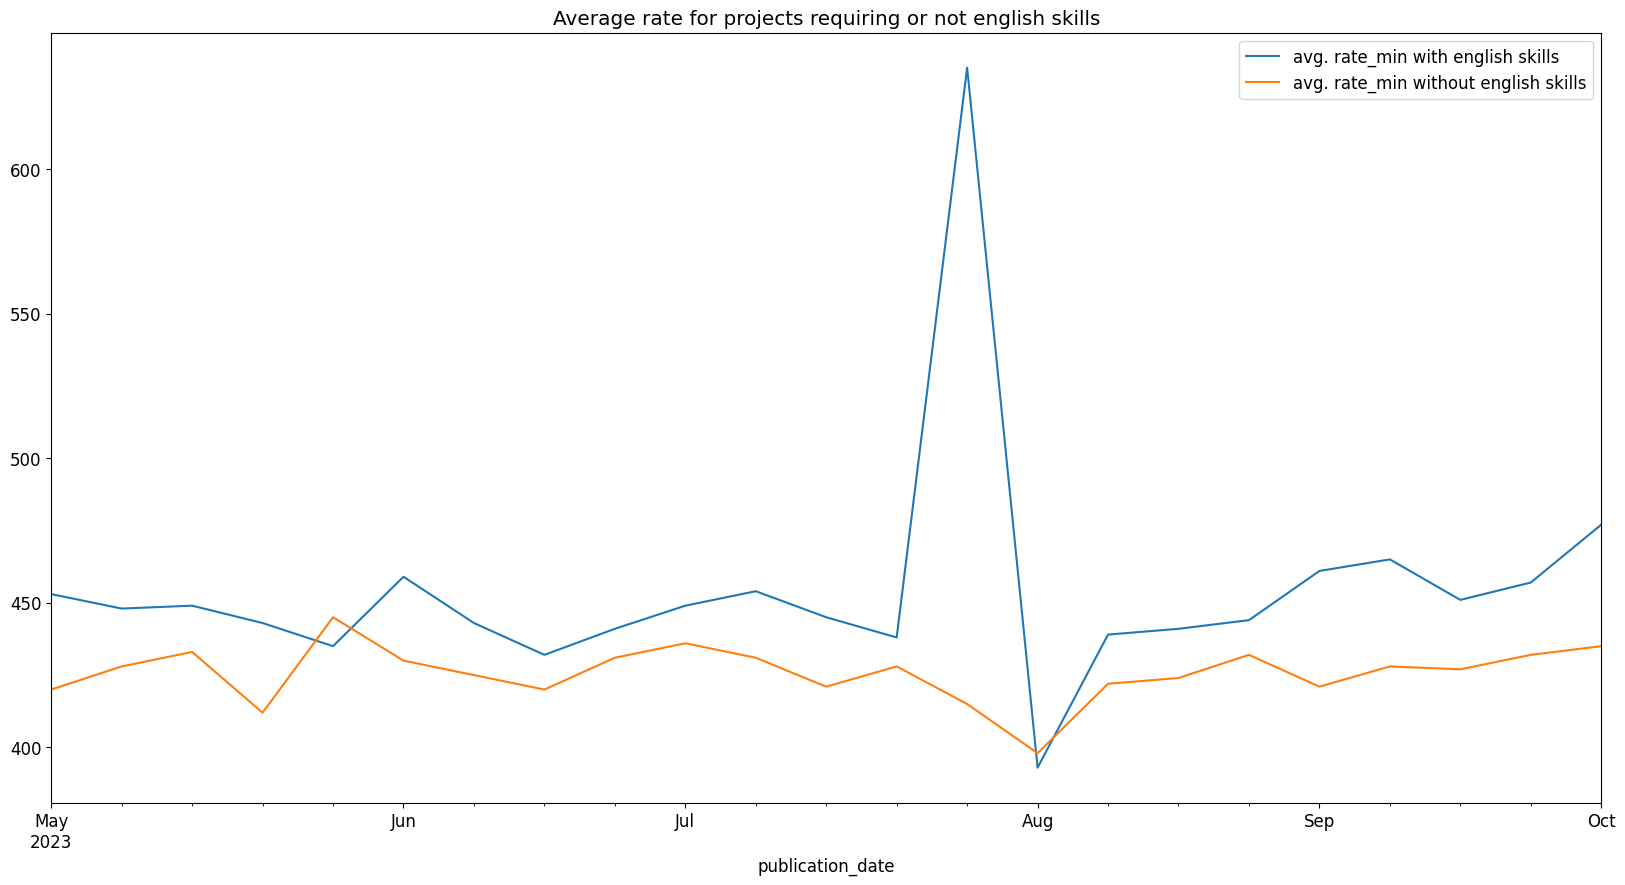 Average rate for projects requiring or not english skills
avg. rate_min with english skills
avg. rate_min without english skills
600
550
500
450
400
May Jun Jul Aug Sep Oct
2023
publication_date